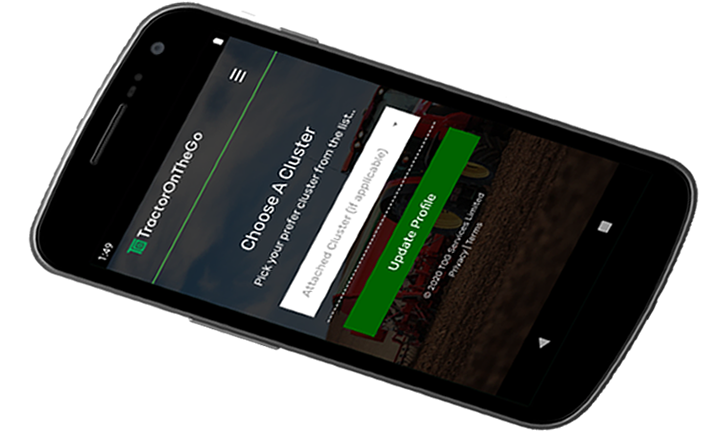 1:49
TractorOnTheGo
Choose A Cluster
Pick your prefer cluster from the list..
Attached Cluster (if applicable)
Update Profile
© 2020 TOG Services Limited
Privacy | Terms